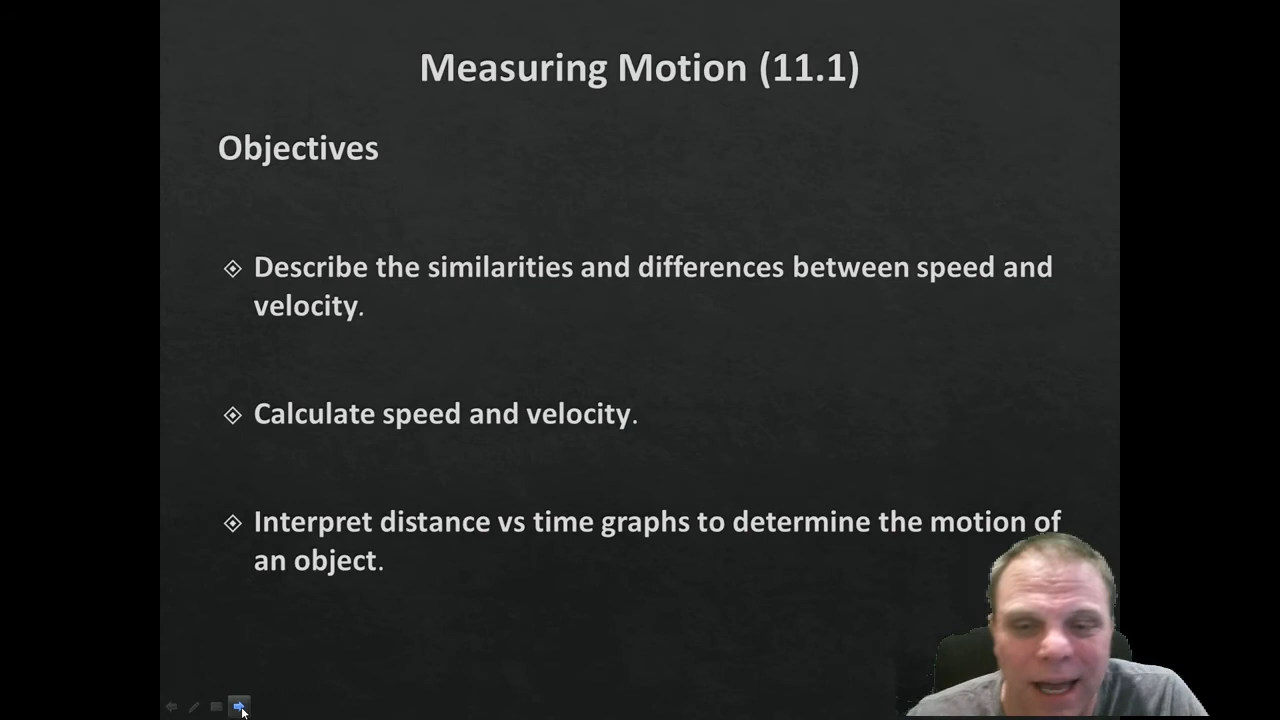 Measuring Motion (11.1)
Objectives
Describe the similarities and differences between speed and
velocity.
Calculate speed and velocity.
Interpret distance vs time graphs to determine the motion of
an object.